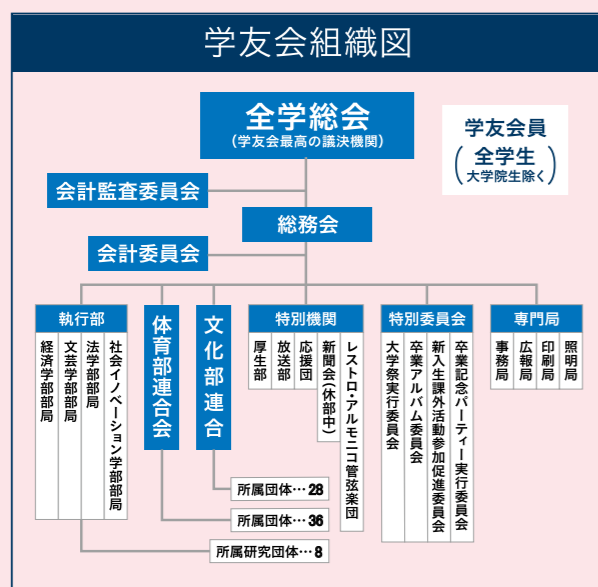 学友会組織図
全学総会
(学友会最高の議決機関)
学友会員
全学生
大学院生除く
会計監査委員会
総務会
会計委員会
執行部
経済学部部局
文芸学部部局
法学部部局
社会イノベーション学部部局
体育部連合会
文化部連合
特別機関
厚生部
放送部
応援団
新聞会(休部中)
レストロ・アルモニコ管弦楽団
特別委員会
大学祭実行委員会
卒業アルバム委員会
新入生課外活動参加促進委員会
卒業記念パーティー実行委員会
専門局
事務局
広報局
印刷局
照明局
所属団体…28
所属団体…36
所属研究団体…8